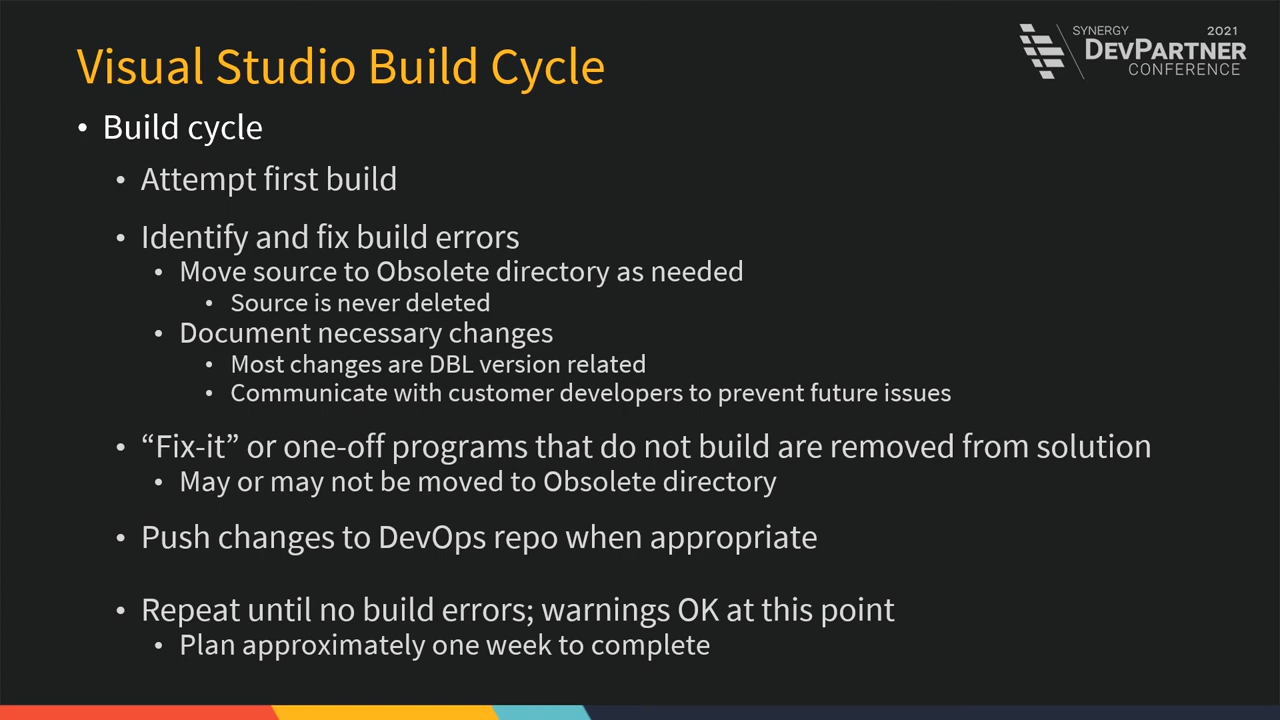 Visual Studio Build Cycle
SYNERGY 2021
DEVPARTNER
CONFERENCE
• Build cycle
• Attempt first build
• Identify and fix build errors
• Move source to Obsolete directory as needed
• Source is never deleted
• Document necessary changes
• Most changes are DBL version related
• Communicate with customer developers to prevent future issues
• “Fix-it” or one-off programs that do not build are removed from solution
• May or may not be moved to Obsolete directory
• Push changes to DevOps repo when appropriate
• Repeat until no build errors; warnings OK at this point
• Plan approximately one week to complete